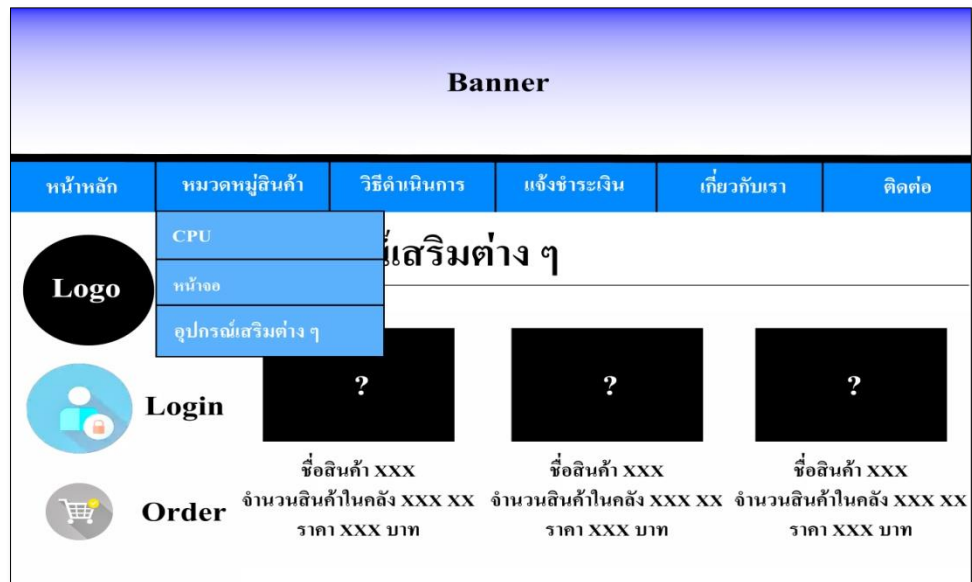 Banner
หน้าหลัก หมวดหมู่สินค้า วิธีดำเนินการ แจ้งชำระเงิน เกี่ยวกับเรา ติดต่อ
CPU
เสริมต่าง ๆ
Logo
หน้าจอ
อุปกรณ์เสริมต่าง ๆ
? ? ?
Login
ชื่อสินค้า XXX ชื่อสินค้า XXX ชื่อสินค้า XXX
Order
จำนวนสินค้าในคลัง XXX XX จำนวนสินค้าในคลัง XXX XX จำนวนสินค้าในคลัง XXX XX
ราคา XXX บาท ราคา XXX บาท ราคา XXX บาท